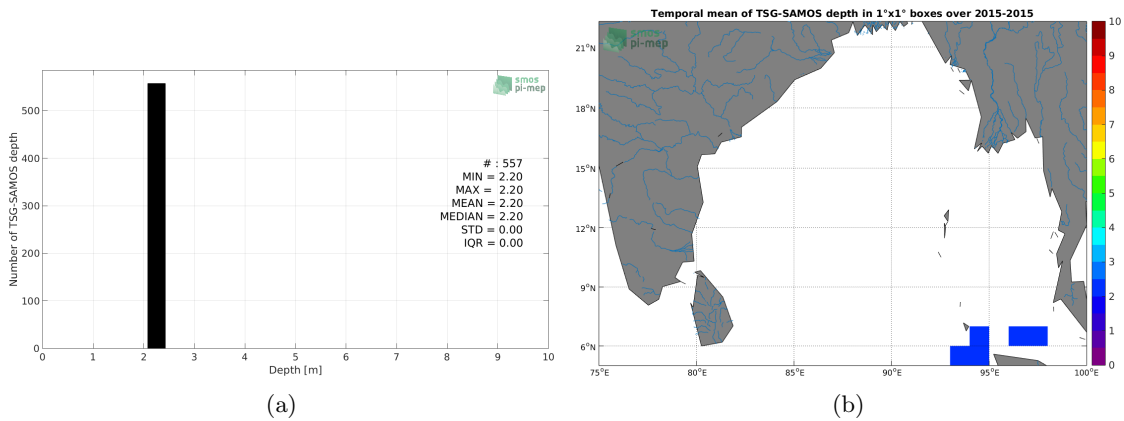 Temporal mean of TSG-SAMOS depth in 1°x1° boxes over 2015-2015
smos
pi-mep
# : 557
MIN = 2.20
MAX = 2.20
MEAN = 2.20
MEDIAN = 2.20
STD = 0.00
IQR = 0.00
Number of TSG-SAMOS depth
500
400
300
200
100
0
0 1 2 3 4 5 6 7 8 9 10
Depth [m]
(a)
smos
pi-mep
21°N
18°N
15°N
12°N
9°N
6°N
75°E 80°E 85°E 90°E 95°E 100°E
10
9
8
7
6
5
4
3
2
1
0
(b)